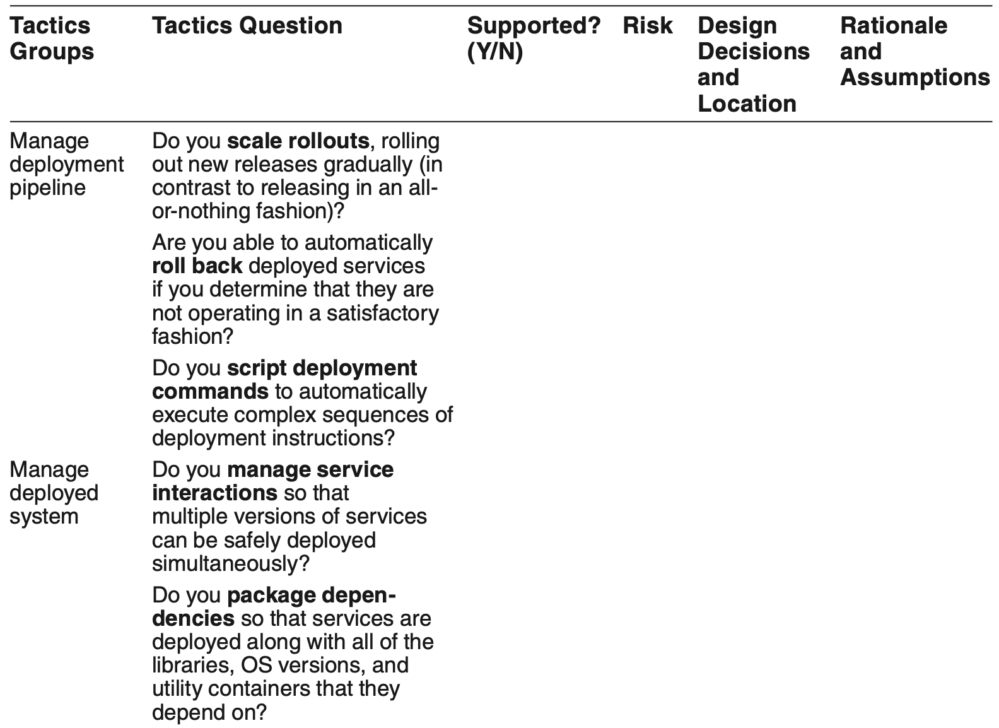 Tactics Groups
Tactics Question
Supported? (Y/N)
Risk
Design Decisions and Location
Rationale and Assumptions
Manage deployment pipeline
Do you scale rollouts, rolling
out new releases gradually (in
contrast to releasing in an all-
or-nothing fashion)?
Are you able to automatically
roll back deployed services
if you determine that they are
not operating in a satisfactory
fashion?
Do you script deployment
commands to automatically
execute complex sequences of
deployment instructions?
Manage deployed system
Do you manage service
interactions so that
multiple versions of services
can be safely deployed
simultaneously?
Do you package depen-
dencies so that services are
deployed along with all of the
libraries, OS versions, and
utility containers that they
depend on?